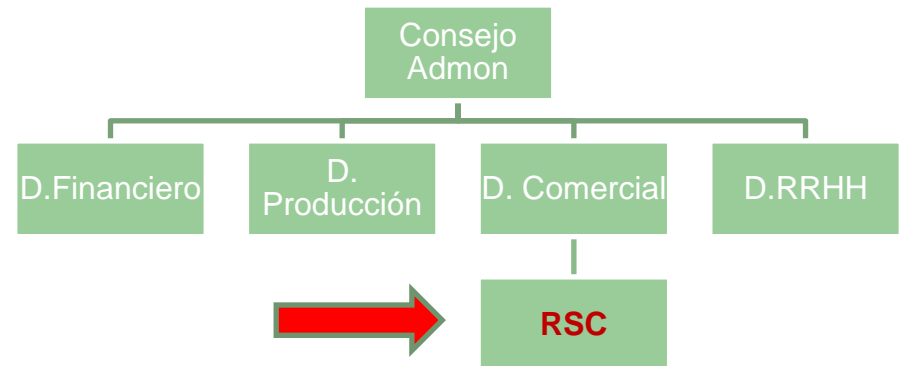 Consejo
Admon
D.Financiero
D.
Producción
D. Comercial
D.RRHH
RSC